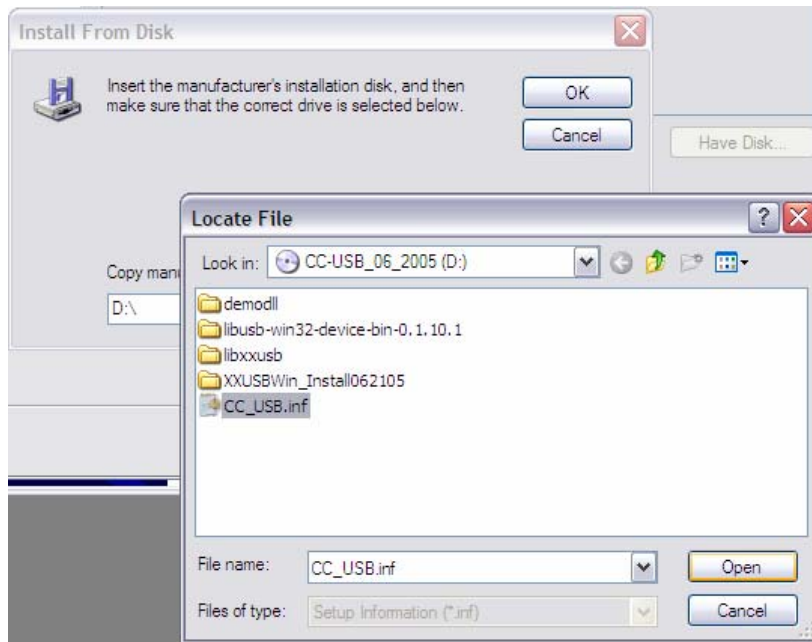 Install From Disk
Insert the manufacturer's installation disk, and then
make sure that the correct drive is selected below.
OK
Cancel
Have Disk...
Locate File
Look in:
CC-USB_06_2005 (D:)
Copy
D:\
demodll
libusb-win32-device-bin-0.1.10.1
libxxusb
XXUSBWin_Install062105
CC_USB.inf
File name:
CC_USB.inf
Open
Files of type:
Setup Information (*.inf)
Cancel